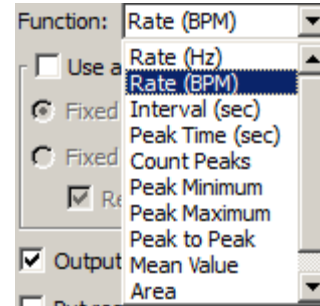 Function: Rate (BPM)
Rate (Hz)
Use a
Rate (BPM)
Fixed
Interval (sec)
Peak Time (sec)
Fixed
Count Peaks
Peak Minimum
Re
Peak Maximum
Peak to Peak
Output
Mean Value
Area